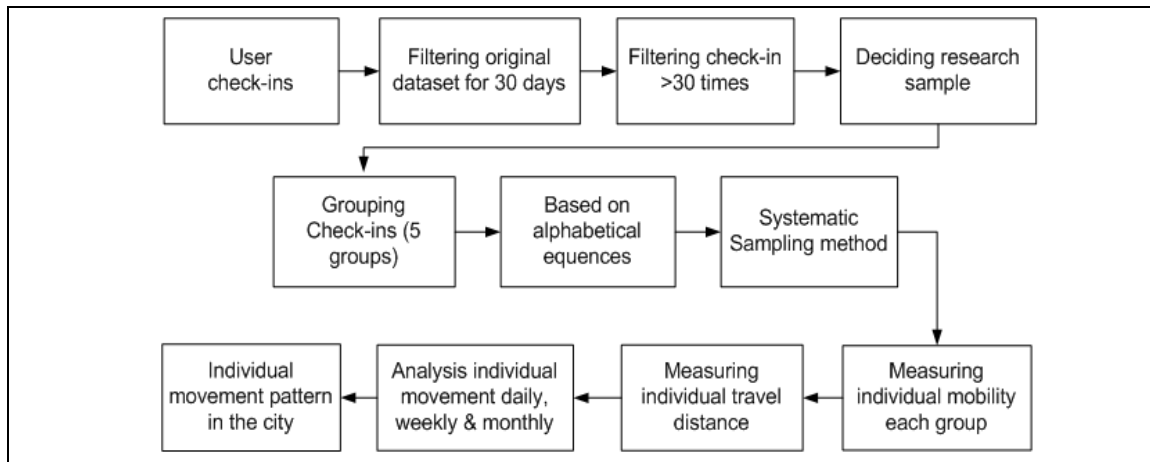 User
check-ins
Filtering original
dataset for 30 days
Filtering check-in
>30 times
Deciding research
sample
Grouping
Check-ins (5
groups)
Based on
alphabetical
equences
Systematic
Sampling method
Measuring
individual mobility
each group
Measuring
individual travel
distance
Analysis individual
movement daily,
weekly & monthly
Individual
movement pattern
in the city